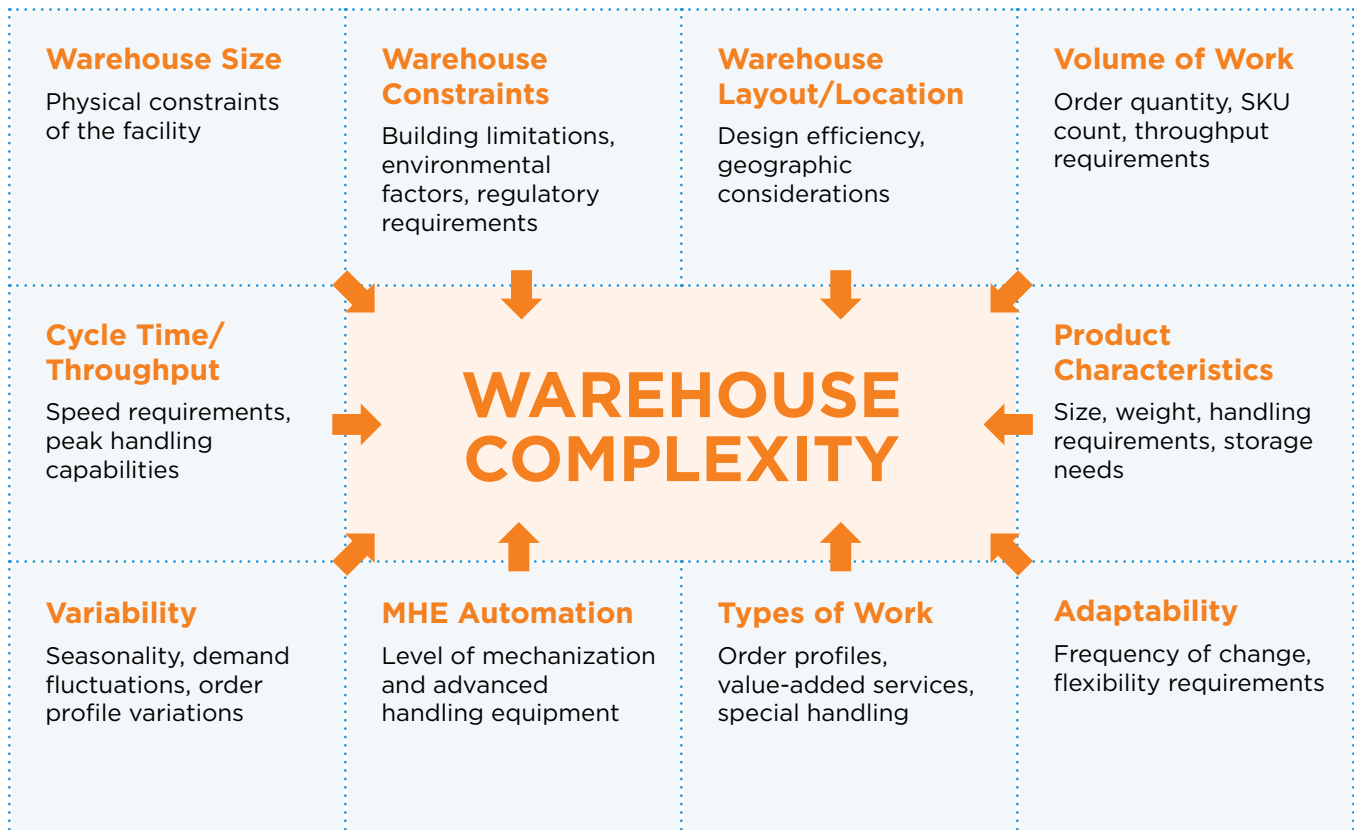 Warehouse Size
Physical constraints
of the facility
Warehouse
Constraints
Building limitations,
environmental
factors, regulatory
requirements
Warehouse
Layout/Location
Design efficiency,
geographic
considerations
Volume of Work
Order quantity, SKU
count, throughput
requirements
Cycle Time/
Throughput
Speed requirements,
peak handling
capabilities
WAREHOUSE
COMPLEXITY
Product
Characteristics
Size, weight, handling
requirements, storage
needs
Variability
Seasonality, demand
fluctuations, order
profile variations
MHE Automation
Level of mechanization
and advanced
handling equipment
Types of Work
Order profiles,
value-added services,
special handling
Adaptability
Frequency of change,
flexibility requirements